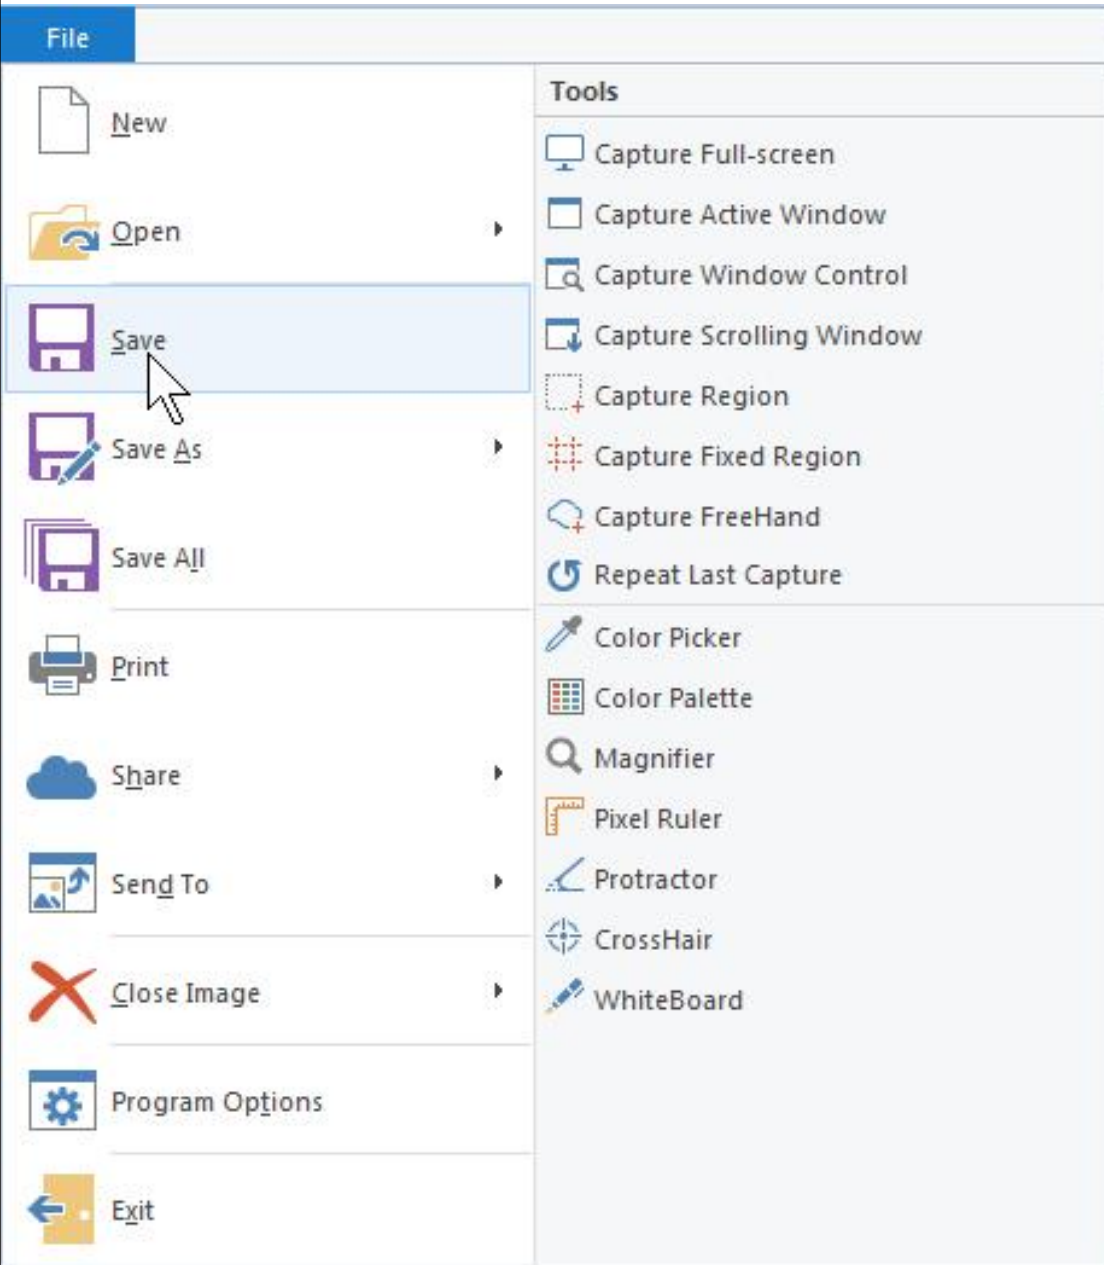 File
New
Open
Save
Save As
Save All
Print
Share
Send To
Close Image
Program Options
Exit
Tools
Capture Full-screen
Capture Active Window
Capture Window Control
Capture Scrolling Window
Capture Region
Capture Fixed Region
Capture FreeHand
Repeat Last Capture
Color Picker
Color Palette
Magnifier
Pixel Ruler
Protractor
CrossHair
WhiteBoard